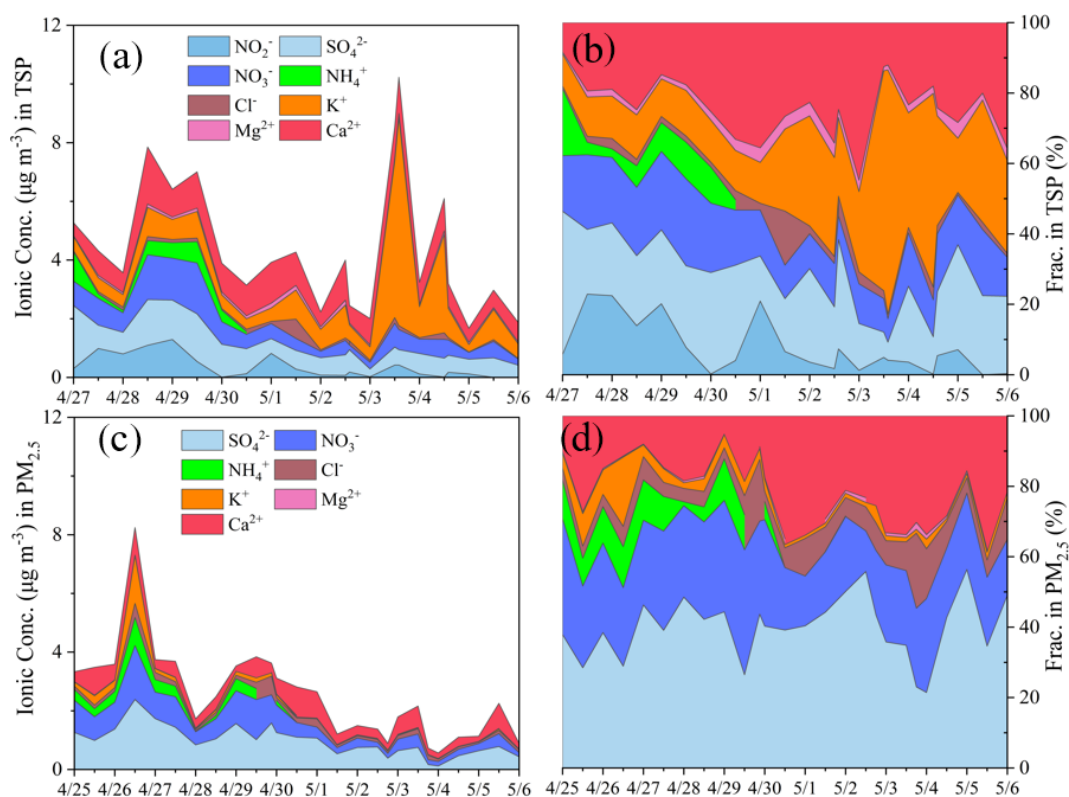 (a)
Ionic Conc. (μg m⁻³) in TSP
12
8
4
0
NO₂⁻ SO₄²⁻
NO₃⁻ NH₄⁺
Cl⁻ K⁺
Mg²⁺ Ca²⁺
4/27 4/28 4/29 4/30 5/1 5/2 5/3 5/4 5/5 5/6
(b)
Frac. in TSP (%)
100
80
60
40
20
0
4/27 4/28 4/29 4/30 5/1 5/2 5/3 5/4 5/5 5/6
(c)
Ionic Conc. (μg m⁻³) in PM₂.₅
12
8
4
0
SO₄²⁻ NO₃⁻
NH₄⁺ Cl⁻
K⁺ Mg²⁺
Ca²⁺
4/25 4/26 4/27 4/28 4/29 4/30 5/1 5/2 5/3 5/4 5/5 5/6
(d)
Frac. in PM₂.₅ (%)
100
80
60
40
20
0
4/25 4/26 4/27 4/28 4/29 4/30 5/1 5/2 5/3 5/4 5/5 5/6